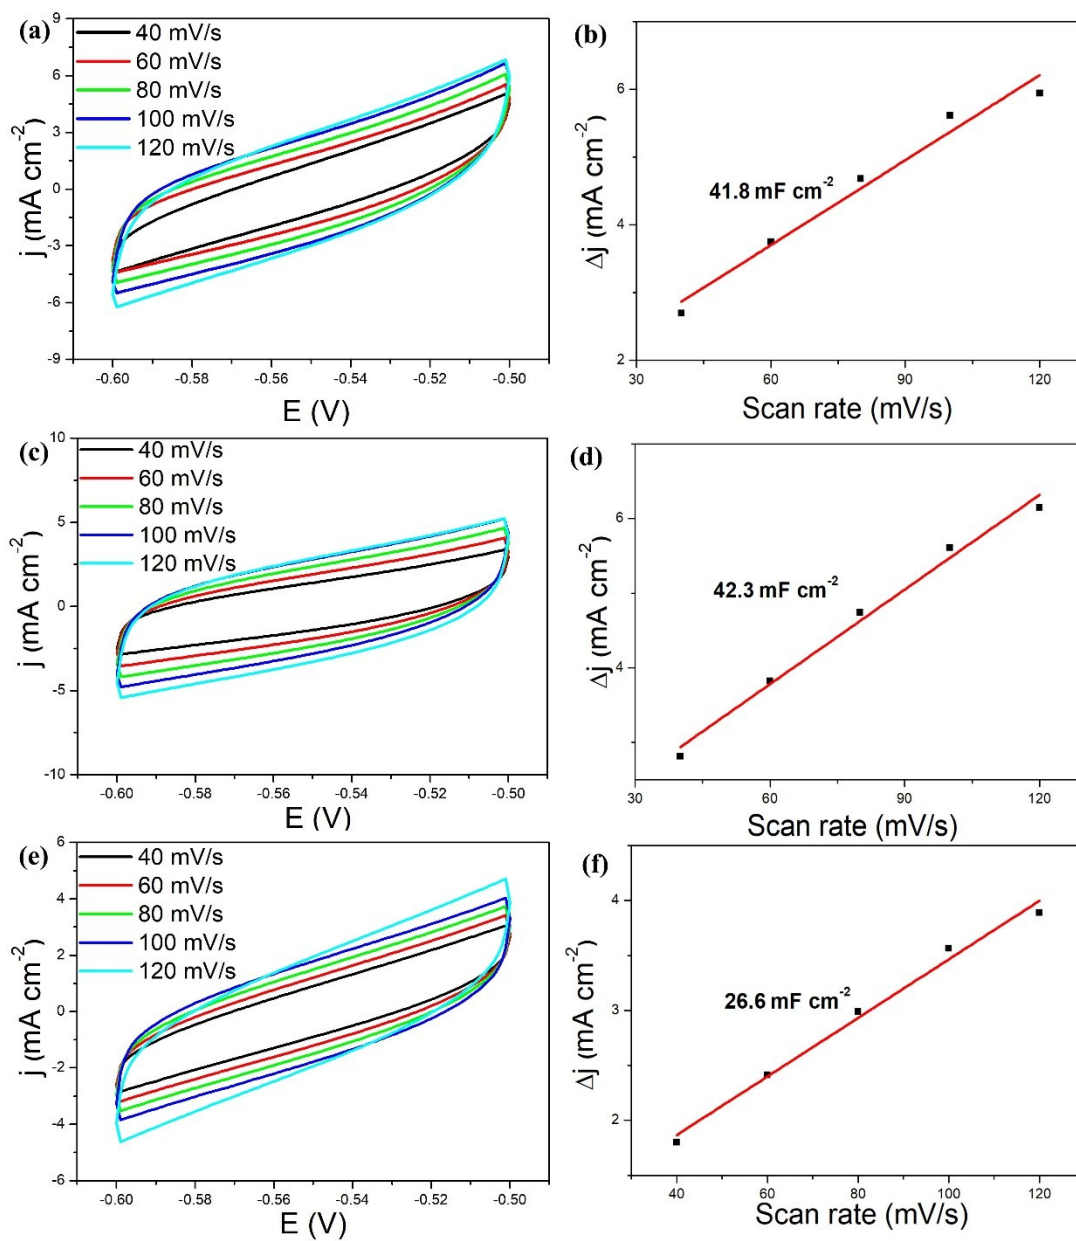 (a)
40 mV/s
60 mV/s
80 mV/s
100 mV/s
120 mV/s
9
6
3
0
-3
-6
-9
j (mA cm-2)
-0.60 -0.58 -0.56 -0.54 -0.52 -0.50
E (V)
(b)
6
4
2
Δj (mA cm-2)
41.8 mF cm-2
30 60 90 120
Scan rate (mV/s)
(c)
40 mV/s
60 mV/s
80 mV/s
100 mV/s
120 mV/s
10
5
0
-5
-10
j (mA cm-2)
-0.60 -0.58 -0.56 -0.54 -0.52 -0.50
E (V)
(d)
6
4
Δj (mA cm-2)
42.3 mF cm-2
30 60 90 120
Scan rate (mV/s)
(e)
40 mV/s
60 mV/s
80 mV/s
100 mV/s
120 mV/s
6
4
2
0
-2
-4
-6
j (mA cm-2)
-0.60 -0.58 -0.56 -0.54 -0.52 -0.50
E (V)
(f)
4
3
2
Δj (mA cm-2)
26.6 mF cm-2
40 60 80 100 120
Scan rate (mV/s)